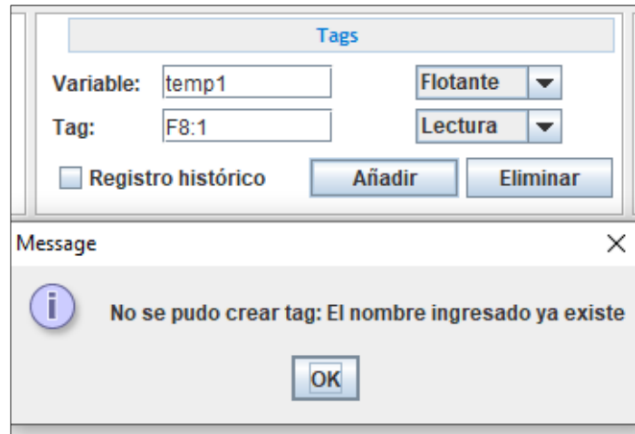 Tags
Variable: temp1 Flotante
Tag: F8:1 Lectura
Registro histórico Añadir Eliminar
Message
No se pudo crear tag: El nombre ingresado ya existe
OK